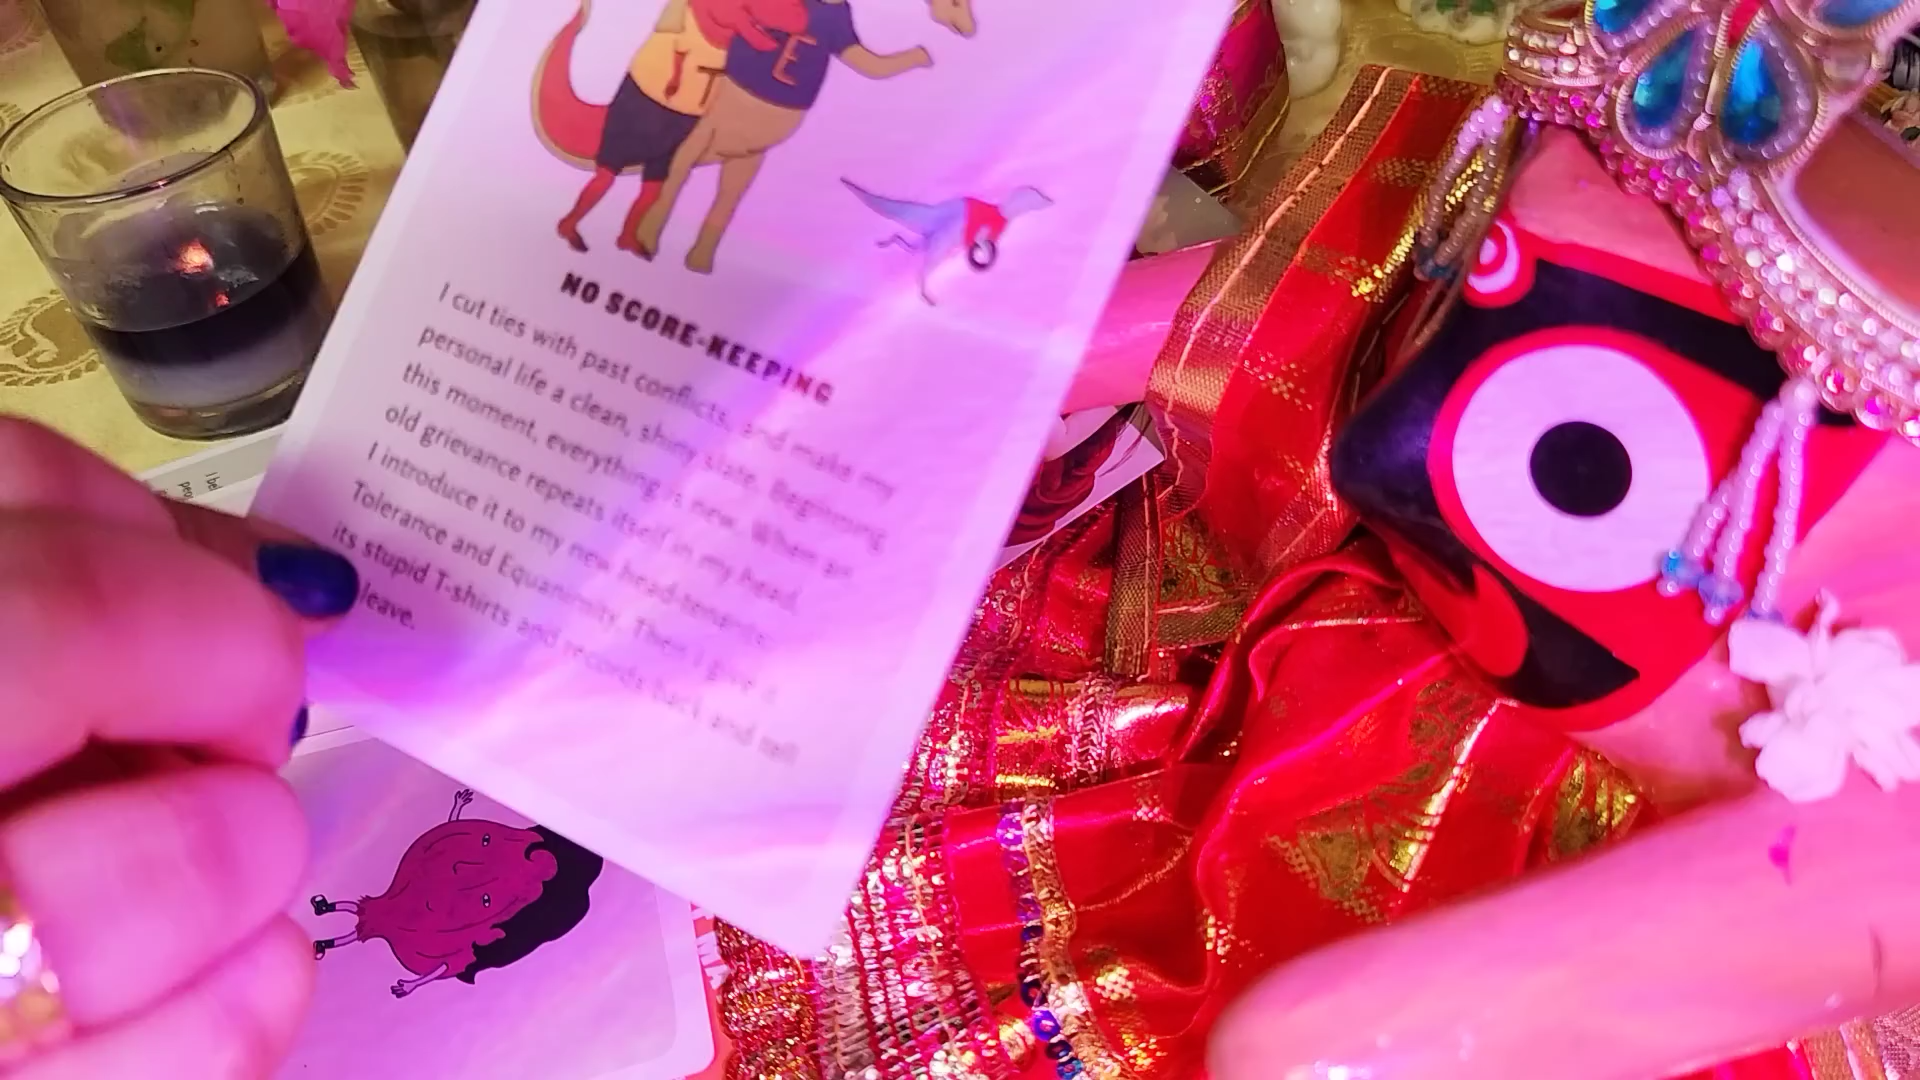 T
E
NO SCORE-KEEPING
I cut ties with past conflicts, and make my
personal life a clean, shiny slate. Beginning
this moment, everything is new. When an
old grievance repeats itself in my head,
I introduce it to my new head-tenants:
Tolerance and Equanimity. Then I give it
its stupid T-shirts and records back and tell
leave.
I bel